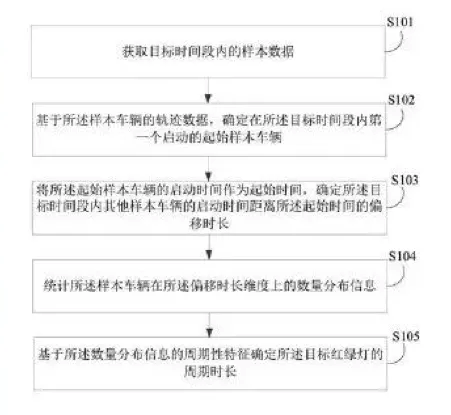 S101
获取目标时间段内的样本数据
S102
基于所述样本车辆的轨迹数据，确定在所述目标时间段内第
一个启动的起始样本车辆
S103
将所述起始样本车辆的启动时间作为起始时间，确定所述目
标时间段内其他样本车辆的启动时间距离所述起始时间的偏
移时长
S104
统计所述样本车辆在所述偏移时长维度上的数量分布信息
S105
基于所述数量分布信息的周期性特征确定所述目标红绿灯的
周期时长